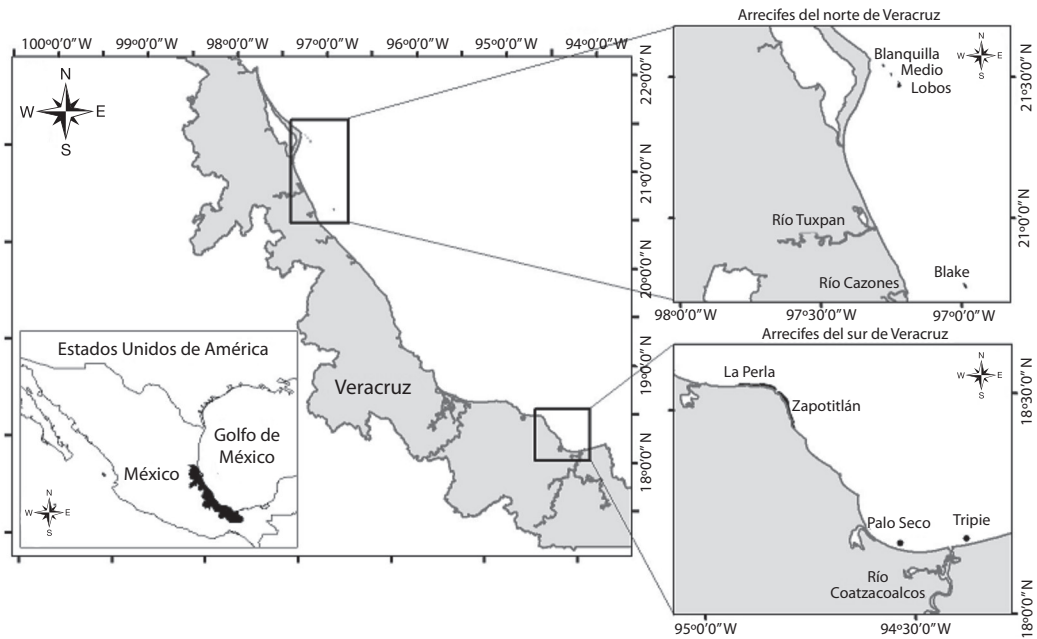 Arrecifes del norte de Veracruz
100º0'0"W
99º0'0"W
98º0'0"W
97º0'0"W
96º0'0"W
95º0'0"W
94º0'0"W
N
W
E
S
22º0'0" N
21º0'0" N
20º0'0" N
19º0'0" N
18º0'0" N
Veracruz
Estados Unidos de América
Golfo de
México
México
N
W
E
S
Blanquilla
Medio
Lobos
N
W
E
S
21º30'0" N
21º0'0" N
Río Tuxpan
Río Cazones
Blake
98º0'0"W
97º30'0"W
97º0'0"W
Arrecifes del sur de Veracruz
La Perla
Zapotitlán
N
W
E
S
18º30'0" N
Palo Seco
Tripie
Río
Coatzacoalcos
18º0'0" N
95º0'0"W
94º30'0"W